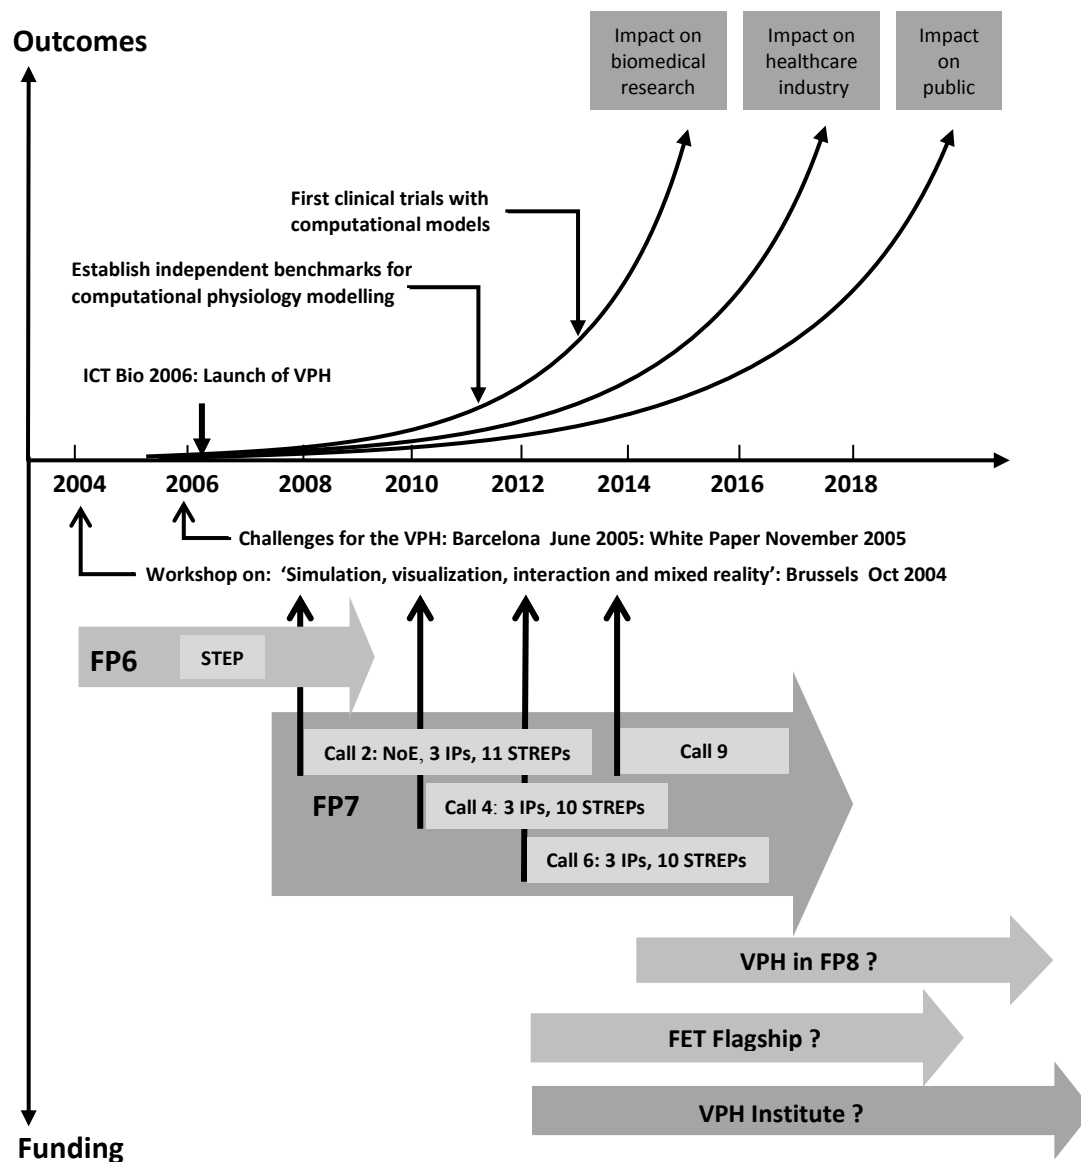 Outcomes
Impact on
biomedical
research
Impact on
healthcare
industry
Impact
on
public
First clinical trials with
computational models
Establish independent benchmarks for
computational physiology modelling
ICT Bio 2006: Launch of VPH
2004 2006 2008 2010 2012 2014 2016 2018
Challenges for the VPH: Barcelona June 2005: White Paper November 2005
Workshop on: ‘Simulation, visualization, interaction and mixed reality’: Brussels Oct 2004
FP6
STEP
Call 2: NoE, 3 IPs, 11 STREPs
Call 9
FP7
Call 4: 3 IPs, 10 STREPs
Call 6: 3 IPs, 10 STREPs
VPH in FP8 ?
FET Flagship ?
VPH Institute ?
Funding